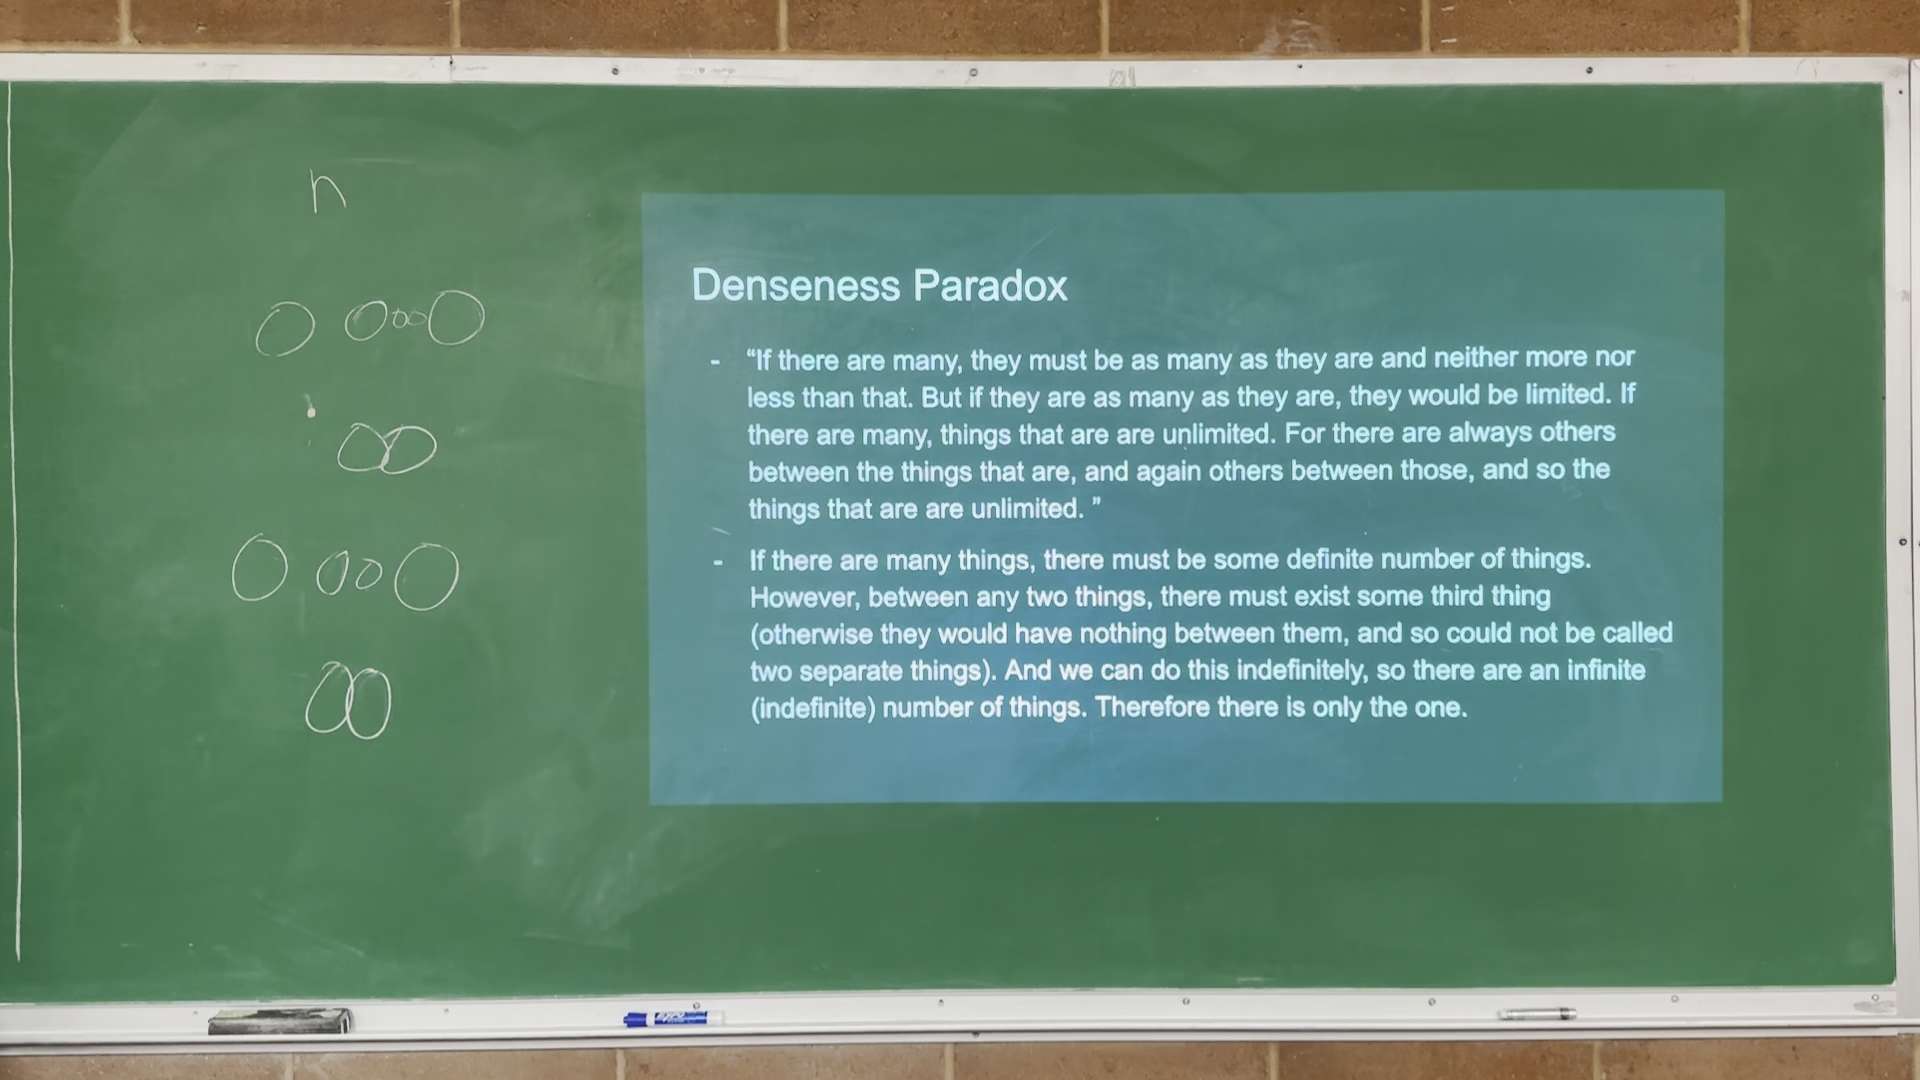 n
Denseness Paradox
- “If there are many, they must be as many as they are and neither more nor
less than that. But if they are as many as they are, they would be limited. If
there are many, things that are are unlimited. For there are always others
between the things that are, and again others between those, and so the
things that are are unlimited. ”
- If there are many things, there must be some definite number of things.
However, between any two things, there must exist some third thing
(otherwise they would have nothing between them, and so could not be called
two separate things). And we can do this indefinitely, so there are an infinite
(indefinite) number of things. Therefore there is only the one.
EXPO